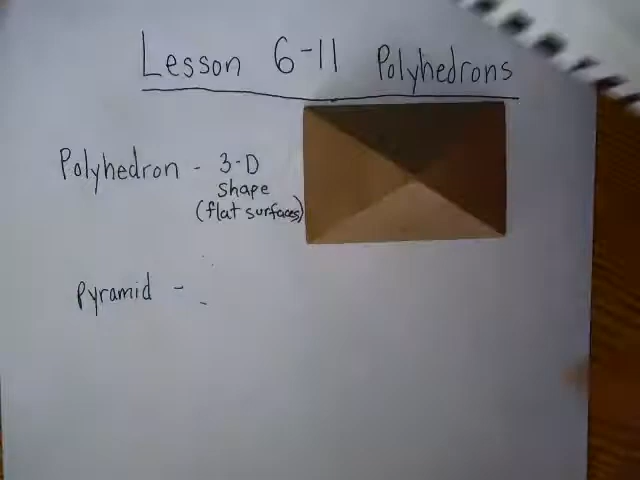 Lesson 6-11 Polyhedrons
Polyhedron - 3-D
shape
(flat surfaces)
Pyramid -